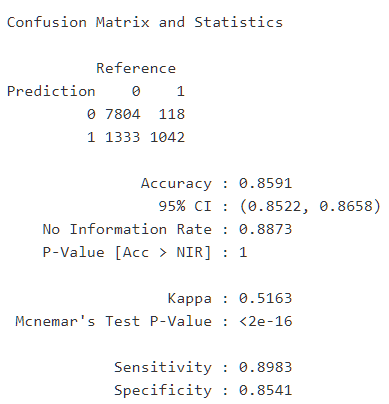 Confusion Matrix and Statistics
Reference
Prediction 0 1
0 7804 118
1 1333 1042
Accuracy : 0.8591
95% CI : (0.8522, 0.8658)
No Information Rate : 0.8873
P-Value [Acc > NIR] : 1
Kappa : 0.5163
Mcnemar's Test P-Value : <2e-16
Sensitivity : 0.8983
Specificity : 0.8541